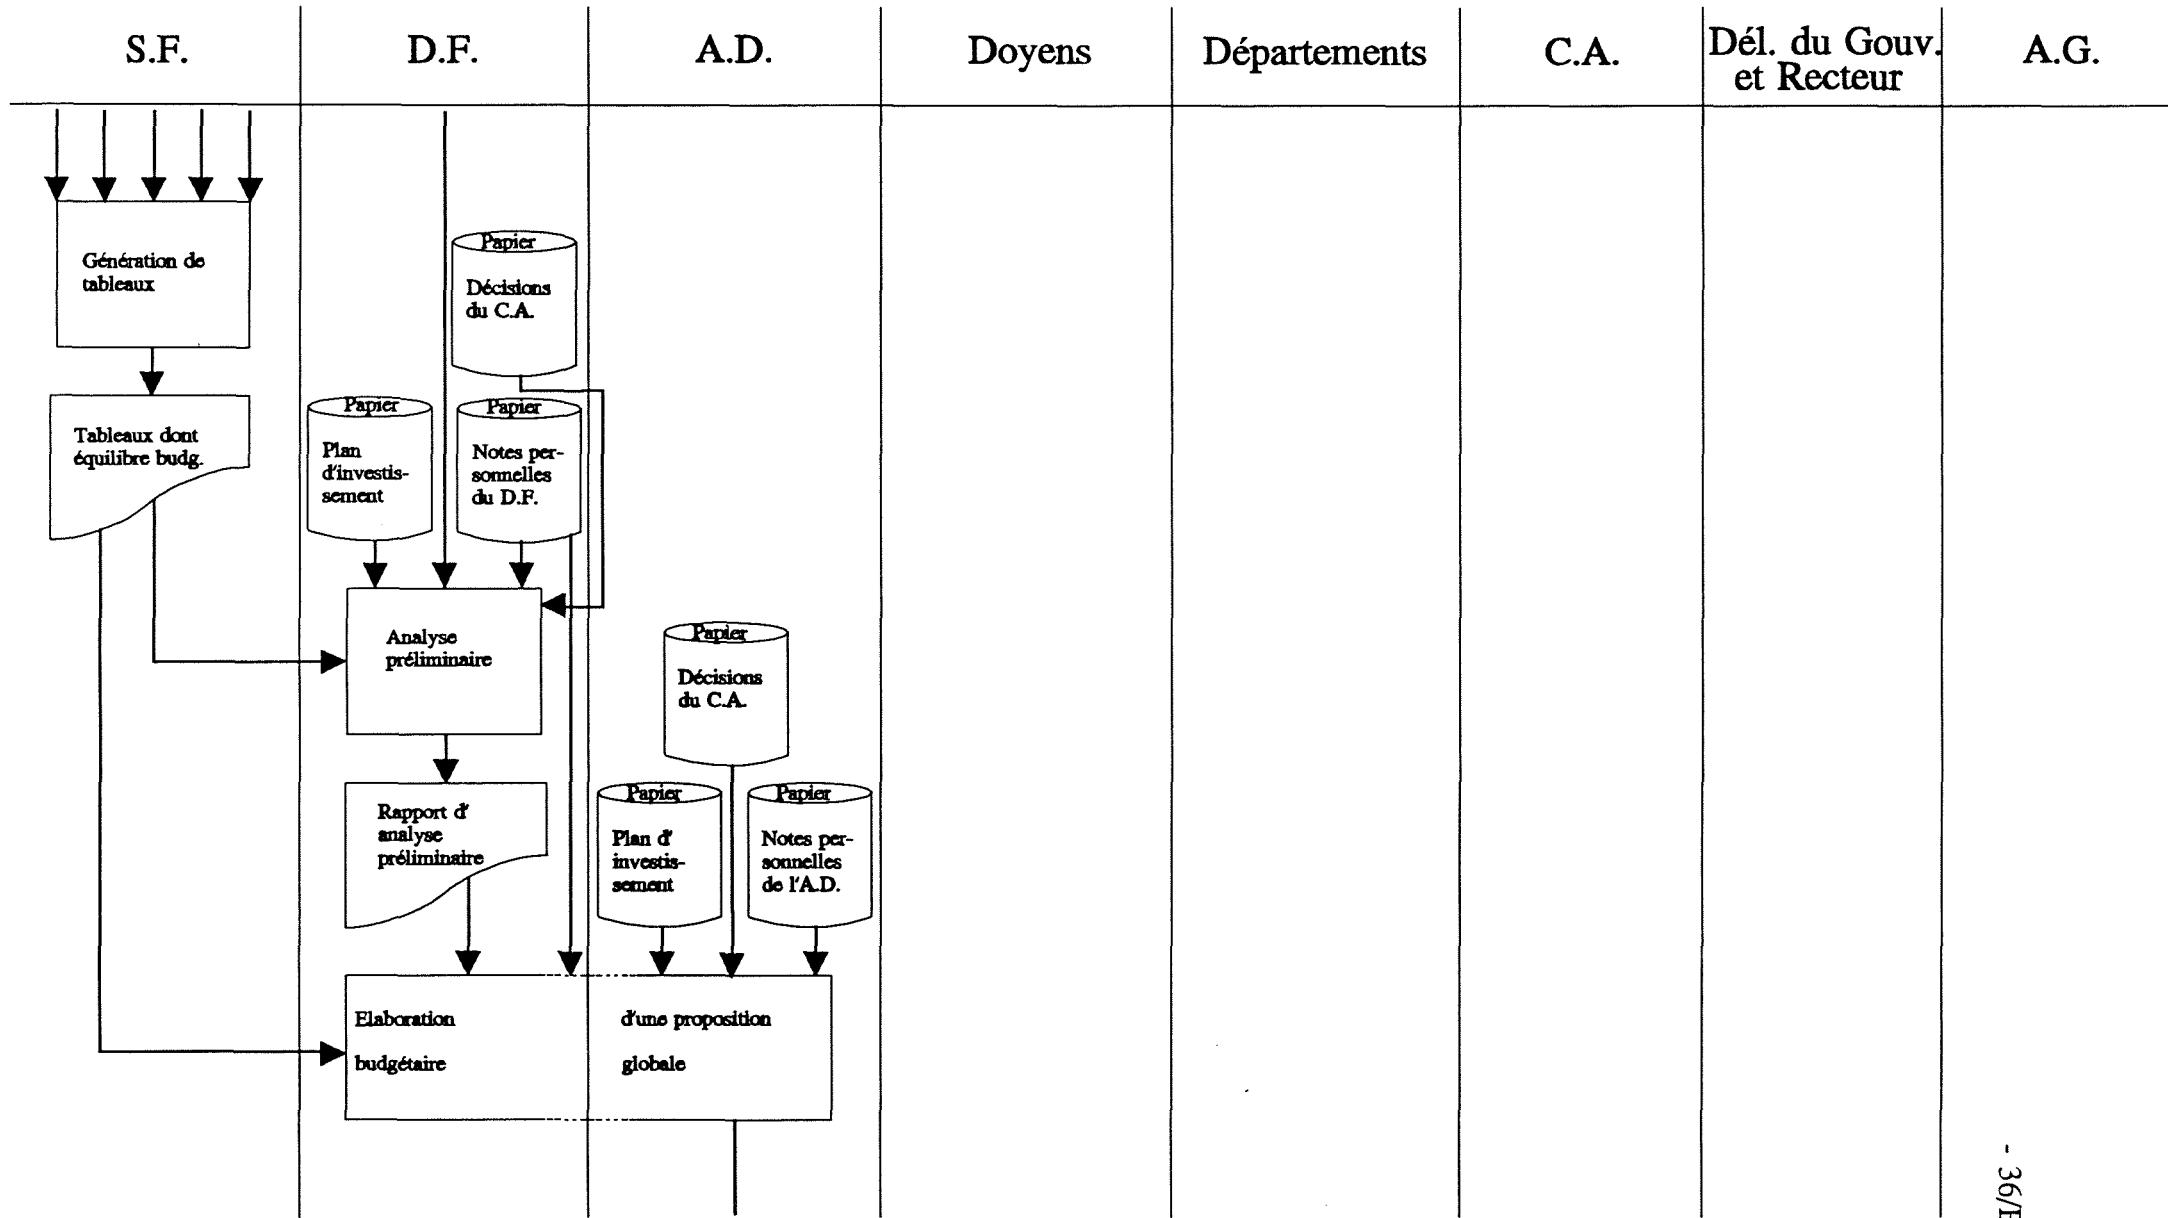 S.F.
D.F.
A.D.
Doyens
Départements
C.A.
Dél. du Gouv.
et Recteur
A.G.
Génération de
tableaux
Papier
Décisions
du C.A.
Tableaux dont
équilibre budg.
Papier
Plan
d'investis-
sement
Papier
Notes per-
sonnelles
du D.F.
Analyse
préliminaire
Papier
Décisions
du C.A.
Rapport d'
analyse
préliminaire
Papier
Plan d'
investis-
sement
Papier
Notes per-
sonnelles
de l'A.D.
Elaboration
budgétaire
d'une proposition
globale
- 36/